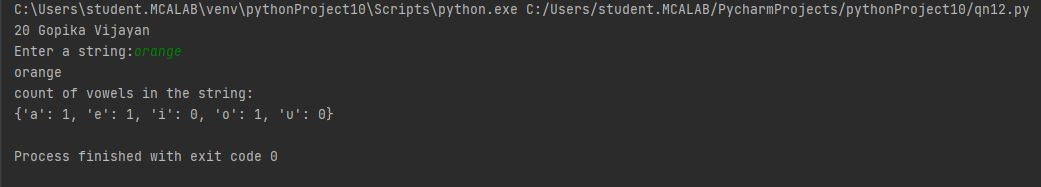 C:\Users\student.MCALAB\venv\pythonProject10\Scripts\python.exe C:/Users/student.MCALAB/PycharmProjects/pythonProject10/qn12.py
20 Gopika Vijayan
Enter a string:orange
orange
count of vowels in the string:
{'a': 1, 'e': 1, 'i': 0, 'o': 1, 'u': 0}
Process finished with exit code 0